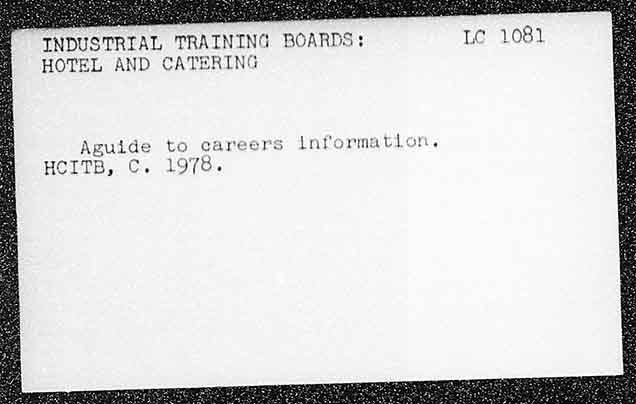 INDUSTRIAL TRAINING BOARDS: LC 1081
HOTEL AND CATERING
Aguide to careers information.
HCITB, C. 1978.